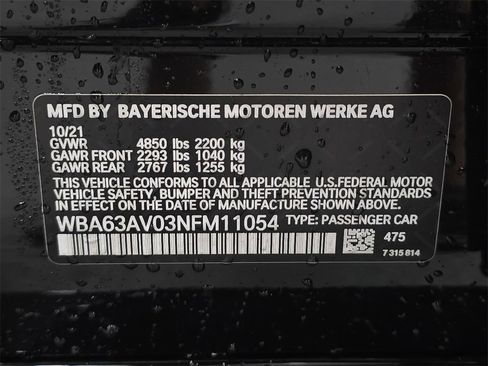 MFD BY BAYERISCHE MOTOREN WERKE AG
10/21
GVWR 4850 lbs 2200 kg
GAWR FRONT 2293 lbs 1040 kg
GAWR REAR 2767 lbs 1255 kg
THIS VEHICLE CONFORMS TO ALL APPLICABLE U.S.FEDERAL MOTOR
VEHICLE SAFETY, BUMPER, AND THEFT PREVENTION STANDARDS
IN EFFECT ON THE DATE OF MANUFACTURE SHOWN ABOVE.
WBA63AV03NFM11054 TYPE: PASSENGER CAR
475
7 315 814